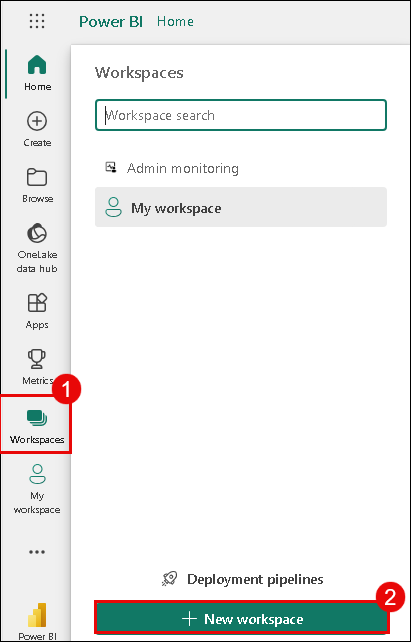 Power BI Home
Home
Create
Browse
OneLake
data hub
Apps
Metrics
1
Workspaces
My
workspace
Power BI
Workspaces
Workspace search
Admin monitoring
My workspace
Deployment pipelines
2
New workspace